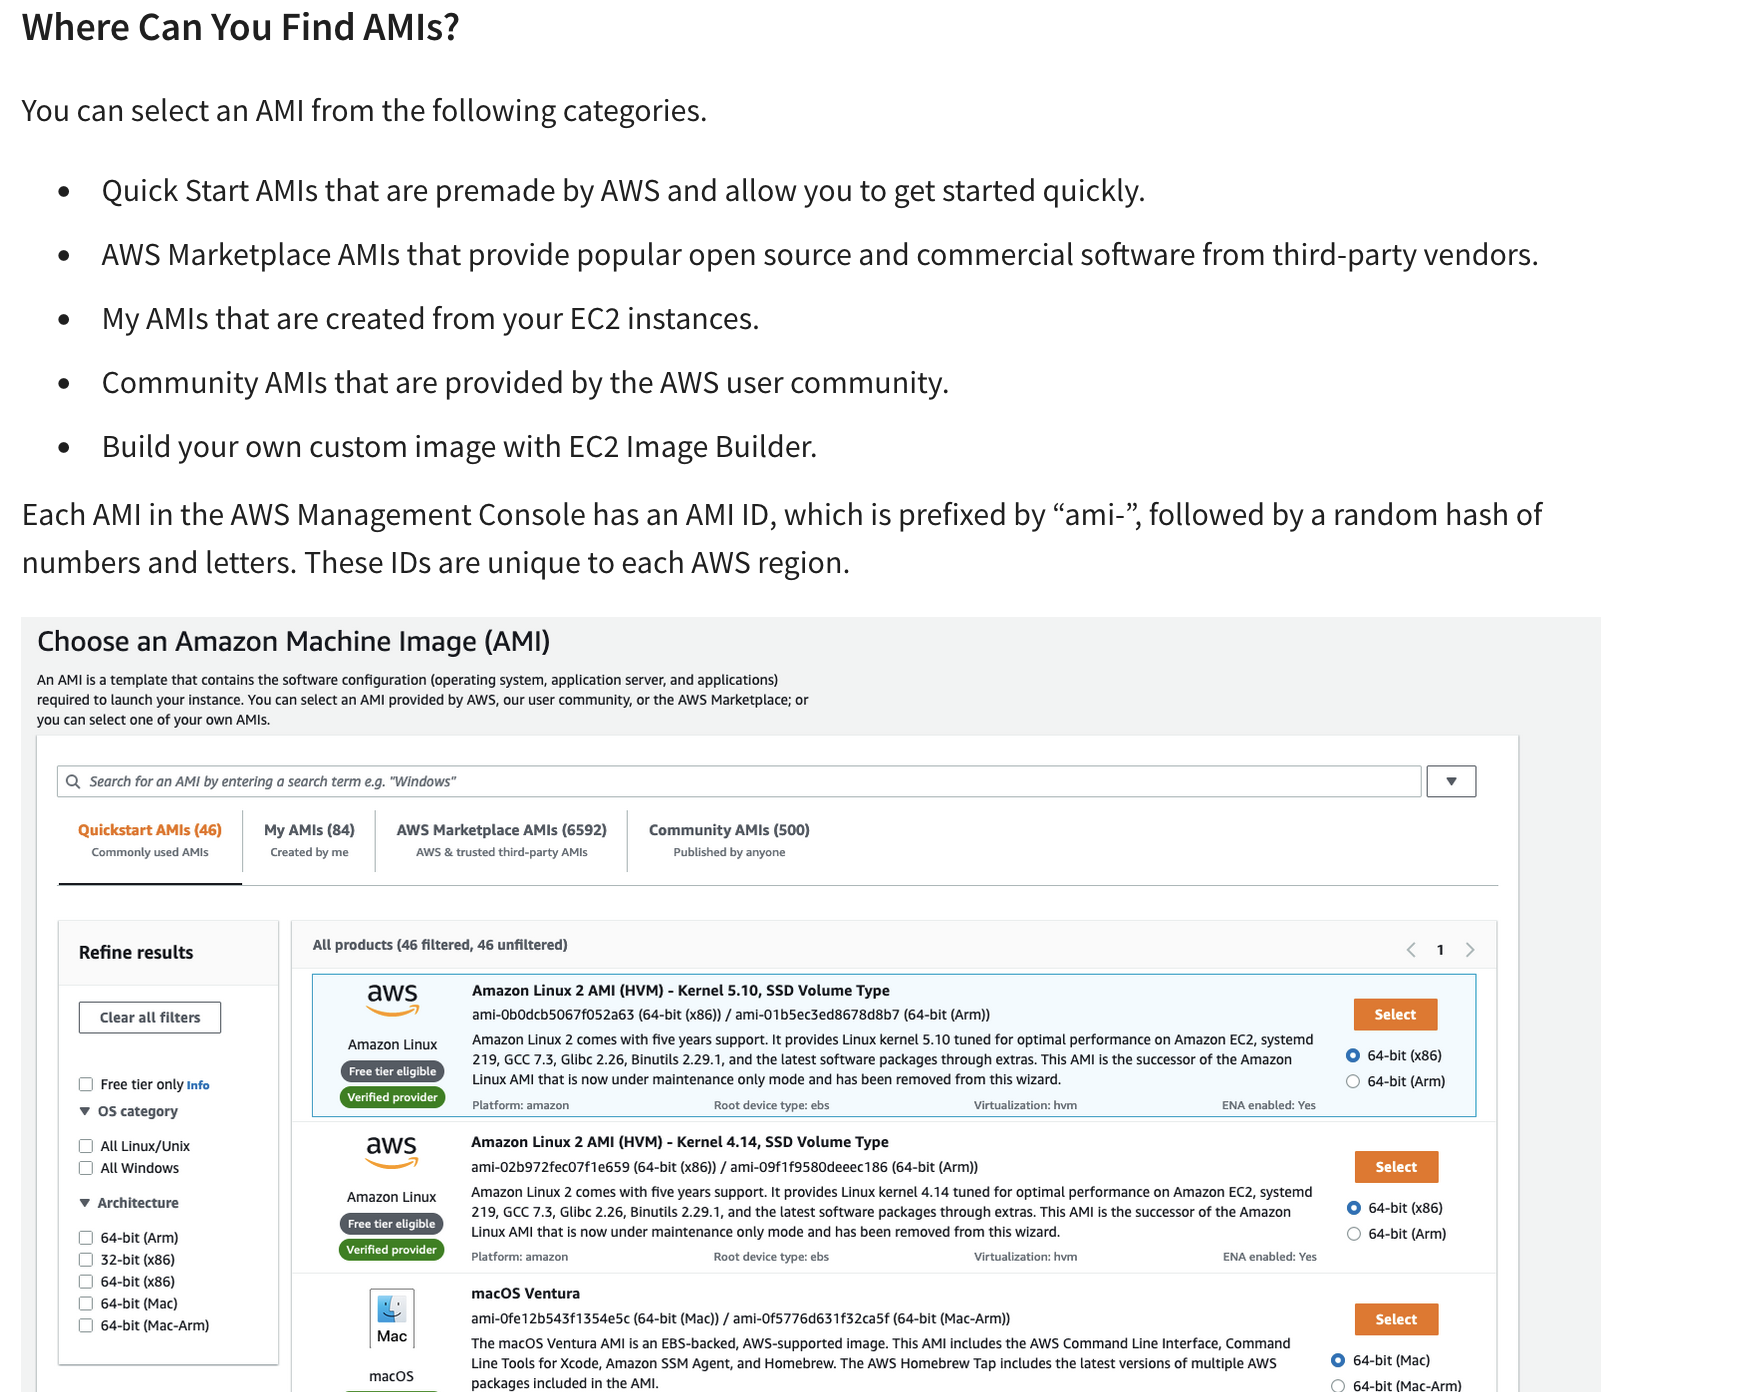 Where Can You Find AMIs?
You can select an AMI from the following categories.
• Quick Start AMIs that are premade by AWS and allow you to get started quickly.
• AWS Marketplace AMIs that provide popular open source and commercial software from third-party vendors.
• My AMIs that are created from your EC2 instances.
• Community AMIs that are provided by the AWS user community.
• Build your own custom image with EC2 Image Builder.
Each AMI in the AWS Management Console has an AMI ID, which is prefixed by “ami-”, followed by a random hash of
numbers and letters. These IDs are unique to each AWS region.
Choose an Amazon Machine Image (AMI)
An AMI is a template that contains the software configuration (operating system, application server, and applications)
required to launch your instance. You can select an AMI provided by AWS, our user community, or the AWS Marketplace; or
you can select one of your own AMIs.
Search for an AMI by entering a search term e.g. "Windows"
Quickstart AMIs (46)
Commonly used AMIs
My AMIs (84)
Created by me
AWS Marketplace AMIs (6592)
AWS & trusted third-party AMIs
Community AMIs (500)
Published by anyone
Refine results
Clear all filters
Free tier only Info
OS category
All Linux/Unix
All Windows
Architecture
64-bit (Arm)
32-bit (x86)
64-bit (x86)
64-bit (Mac)
64-bit (Mac-Arm)
All products (46 filtered, 46 unfiltered)
1
aws
Amazon Linux
Free tier eligible
Verified provider
Amazon Linux 2 AMI (HVM) - Kernel 5.10, SSD Volume Type
ami-0b0dcb5067f052a63 (64-bit (x86)) / ami-01b5ec3ed8678d8b7 (64-bit (Arm))
Amazon Linux 2 comes with five years support. It provides Linux kernel 5.10 tuned for optimal performance on Amazon EC2, systemd
219, GCC 7.3, Glibc 2.26, Binutils 2.29.1, and the latest software packages through extras. This AMI is the successor of the Amazon
Linux AMI that is now under maintenance only mode and has been removed from this wizard.
Platform: amazon Root device type: ebs Virtualization: hvm ENA enabled: Yes
Select
64-bit (x86)
64-bit (Arm)
aws
Amazon Linux
Free tier eligible
Verified provider
Amazon Linux 2 AMI (HVM) - Kernel 4.14, SSD Volume Type
ami-02b972fec07f1e659 (64-bit (x86)) / ami-09f1f9580deeec186 (64-bit (Arm))
Amazon Linux 2 comes with five years support. It provides Linux kernel 4.14 tuned for optimal performance on Amazon EC2, systemd
219, GCC 7.3, Glibc 2.26, Binutils 2.29.1, and the latest software packages through extras. This AMI is the successor of the Amazon
Linux AMI that is now under maintenance only mode and has been removed from this wizard.
Platform: amazon Root device type: ebs Virtualization: hvm ENA enabled: Yes
Select
64-bit (x86)
64-bit (Arm)
Mac
macOS
macOS Ventura
ami-0fe12b543f1354e5c (64-bit (Mac)) / ami-0f5776d631f32ca5f (64-bit (Mac-Arm))
The macOS Ventura AMI is an EBS-backed, AWS-supported image. This AMI includes the AWS Command Line Interface, Command
Line Tools for Xcode, Amazon SSM Agent, and Homebrew. The AWS Homebrew Tap includes the latest versions of multiple AWS
packages included in the AMI.
Select
64-bit (Mac)
64-bit (Mac-Arm)